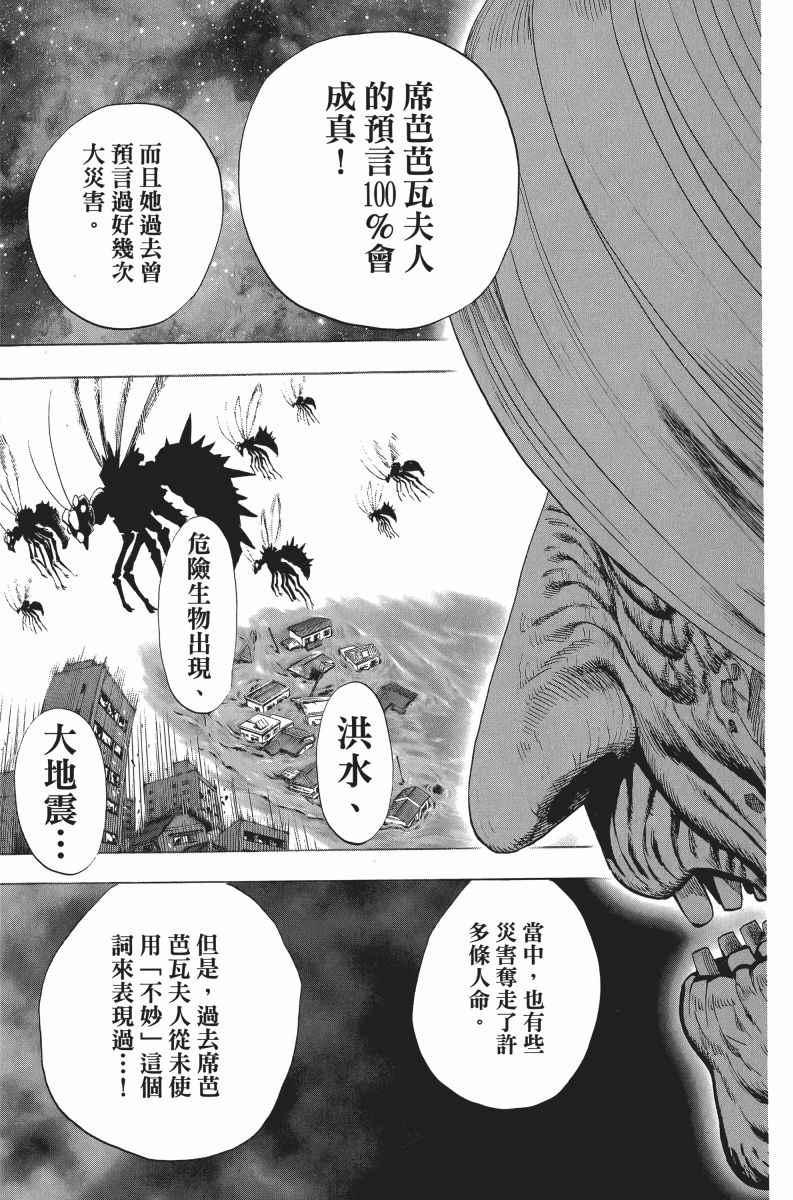 席芭芭瓦夫人
的預言100%會
成真！
而且她過去曾
預言過好幾次
大災害。
危險生物出現、
洪水、
大地震…
當中，也有些
災害奪走了許
多條人命。
但是，過去席芭
芭瓦夫人從未使
用「不妙」這個
詞來表現過…！